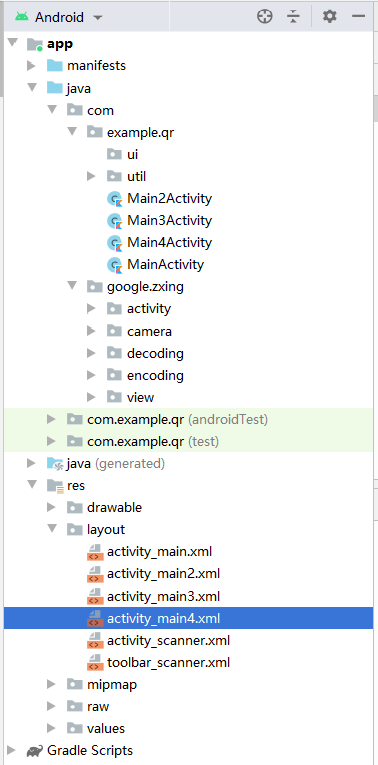 Android
app
manifests
java
com
example.qr
ui
util
Main2Activity
Main3Activity
Main4Activity
MainActivity
google.zxing
activity
camera
decoding
encoding
view
com.example.qr (androidTest)
com.example.qr (test)
java (generated)
res
drawable
layout
activity_main.xml
activity_main2.xml
activity_main3.xml
activity_main4.xml
activity_scanner.xml
toolbar_scanner.xml
mipmap
raw
values
Gradle Scripts